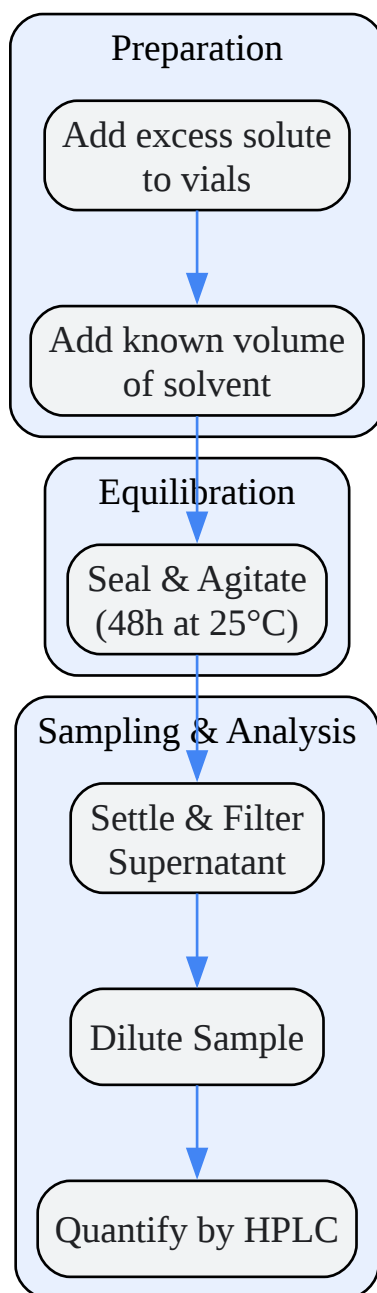 Preparation
Add excess solute
to vials
Add known volume
of solvent
Equilibration
Seal & Agitate
(48h at 25°C)
Sampling & Analysis
Settle & Filter
Supernatant
Dilute Sample
Quantify by HPLC